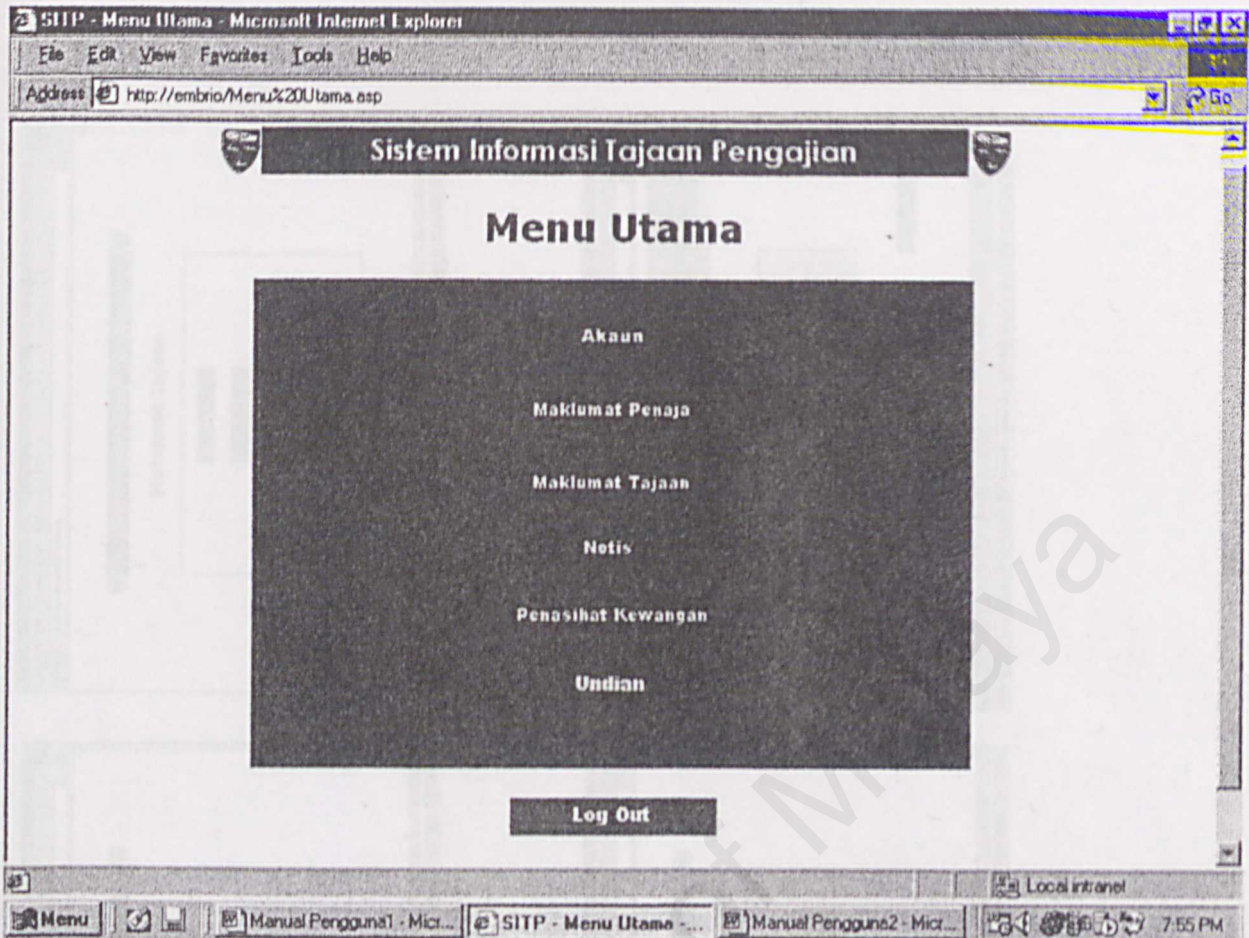 SITP - Menu Utama - Microsoft Internet Explorer
File Edit View Favorites Tools Help
Address http://embrio/Menu%20Utama.asp Go
Sistem Informasi Tajaan Pengajian
Menu Utama
Akaun
Maklumat Penaja
Maklumat Tajaan
Notis
Penasihat Kewangan
Undian
Log Out
Local intranet
Menu Manual Pengguna1 - Micr... SITP - Menu Utama -... Manual Pengguna2 - Micr... 7:55 PM
of Malaya